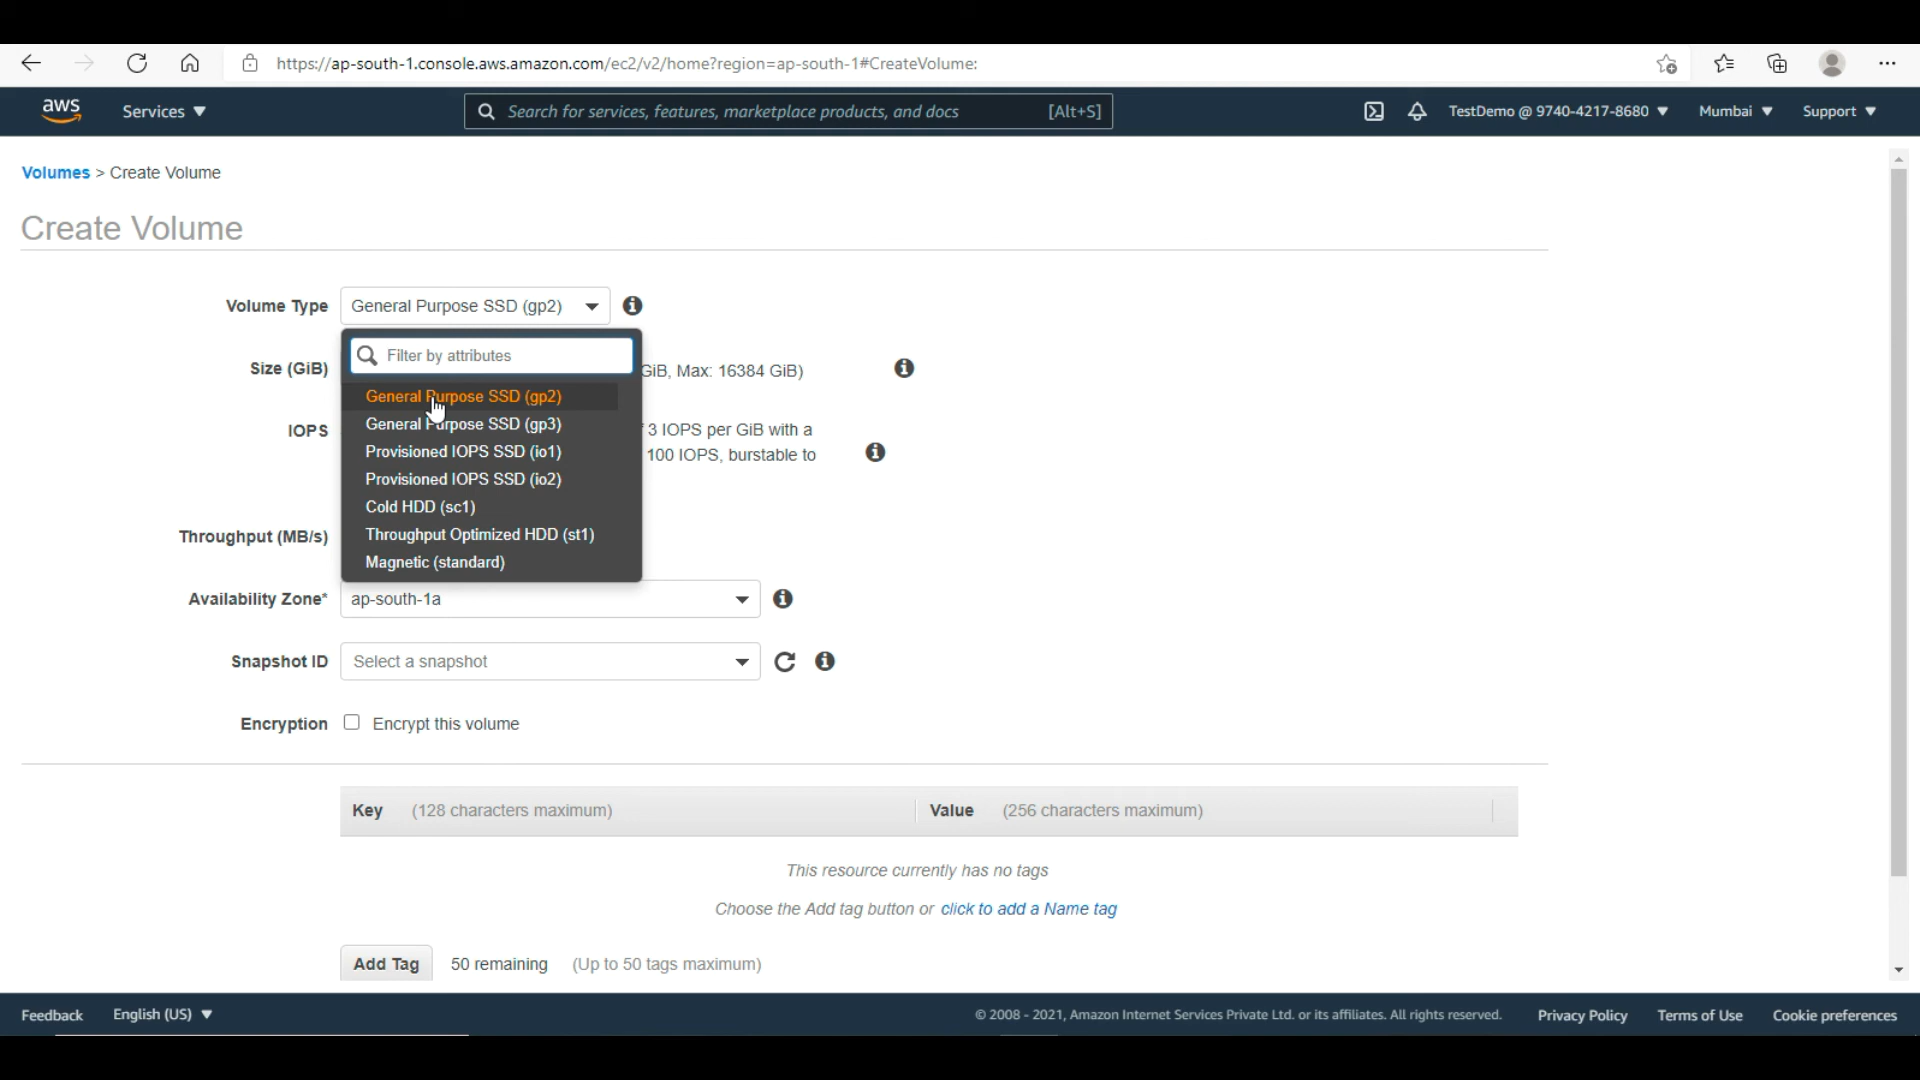 https://ap-south-1.console.aws.amazon.com/ec2/v2/home?region=ap-south-1#CreateVolume:
aws Services Search for services, features, marketplace products, and docs [Alt+S] TestDemo @ 9740-4217-8680 Mumbai Support
Volumes > Create Volume
Create Volume
Volume Type General Purpose SSD (gp2)
Filter by attributes
Size (GiB) GiB, Max: 16384 GiB)
General Purpose SSD (gp2)
General Purpose SSD (gp3)
IOPS 3 IOPS per GiB with a
Provisioned IOPS SSD (io1) 100 IOPS, burstable to
Provisioned IOPS SSD (io2)
Cold HDD (sc1)
Throughput (MB/s) Throughput Optimized HDD (st1)
Magnetic (standard)
Availability Zone* ap-south-1a
Snapshot ID Select a snapshot
Encryption Encrypt this volume
Key (128 characters maximum) Value (256 characters maximum)
This resource currently has no tags
Choose the Add tag button or click to add a Name tag
Add Tag 50 remaining (Up to 50 tags maximum)
Feedback English (US) © 2008 - 2021, Amazon Internet Services Private Ltd. or its affiliates. All rights reserved. Privacy Policy Terms of Use Cookie preferences